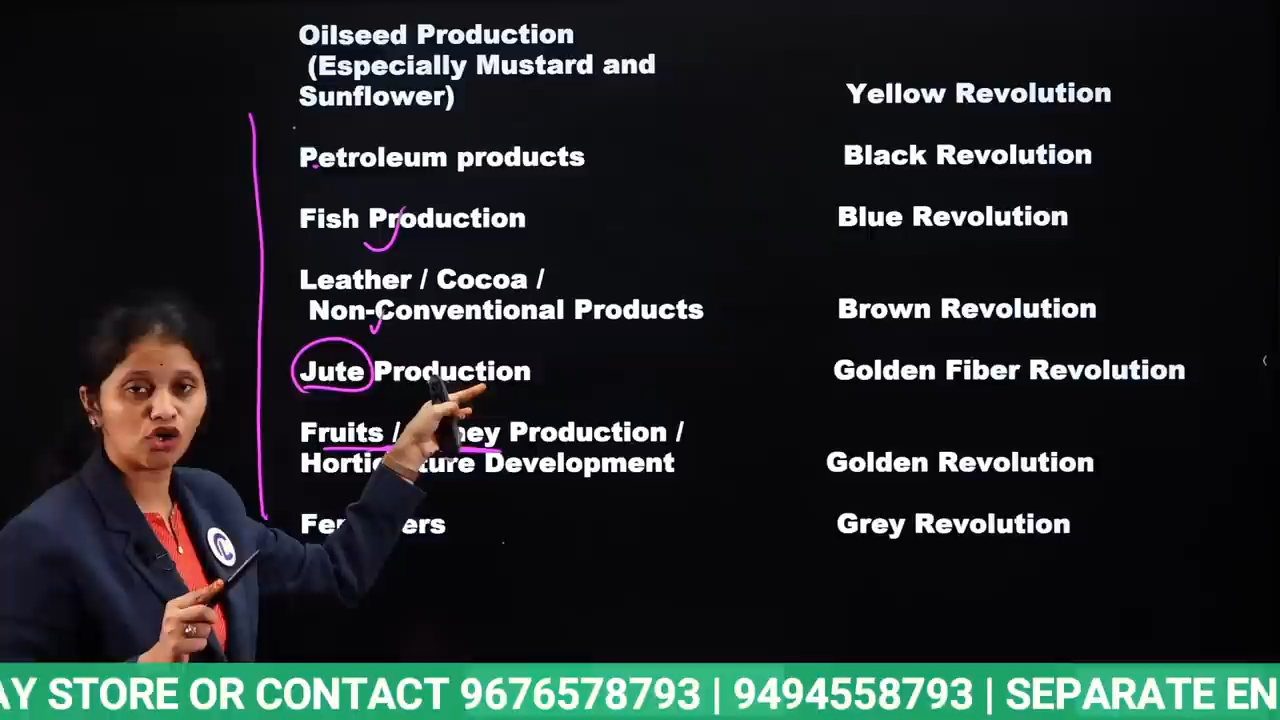 Oilseed Production
(Especially Mustard and
Sunflower)
Yellow Revolution
Petroleum products
Black Revolution
Fish Production
Blue Revolution
Leather / Cocoa /
Non-Conventional Products
Brown Revolution
Jute Production
Golden Fiber Revolution
Fruits / Production /
Development
Golden Revolution
Grey Revolution
AY STORE OR CONTACT 9676578793 | 9494558793 | SEPARATE EN